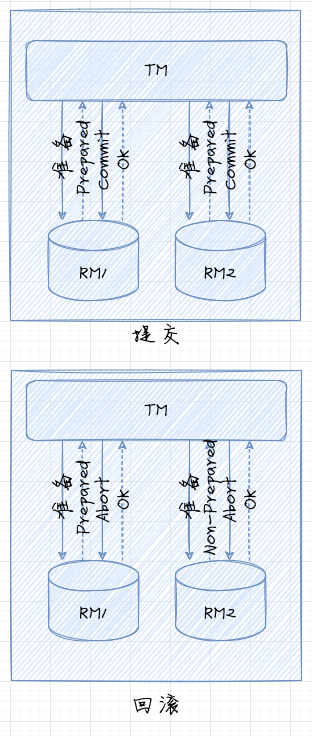 TM
准备
Prepared
Commit
Ok
准备
Prepared
Commit
Ok
RM1
RM2
提交
TM
准备
Prepared
Abort
Ok
准备
Non-Prepared
Abort
Ok
RM1
RM2
回滚